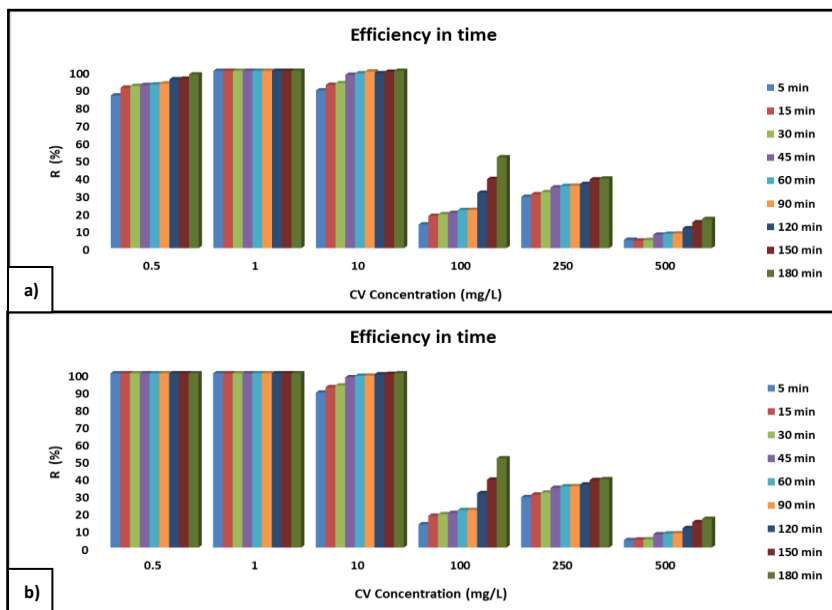 Efficiency in time
R (%)
100
90
80
70
60
50
40
30
20
10
0
0.5 1 10 100 250 500
CV Concentration (mg/L)
5 min
15 min
30 min
45 min
60 min
90 min
120 min
150 min
180 min
a)
Efficiency in time
R (%)
100
90
80
70
60
50
40
30
20
10
0
0.5 1 10 100 250 500
CV Concentration (mg/L)
5 min
15 min
30 min
45 min
60 min
90 min
120 min
150 min
180 min
b)